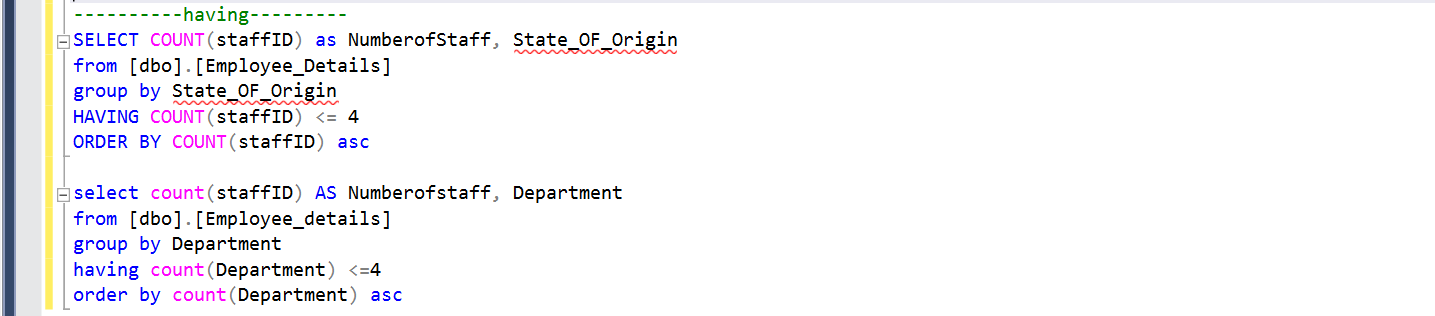 ----------having---------
SELECT COUNT(staffID) as NumberofStaff, State_OF_Origin
from [dbo].[Employee_Details]
group by State_OF_Origin
HAVING COUNT(staffID) <= 4
ORDER BY COUNT(staffID) asc

select count(staffID) AS Numberofstaff, Department
from [dbo].[Employee_details]
group by Department
having count(Department) <=4
order by count(Department) asc